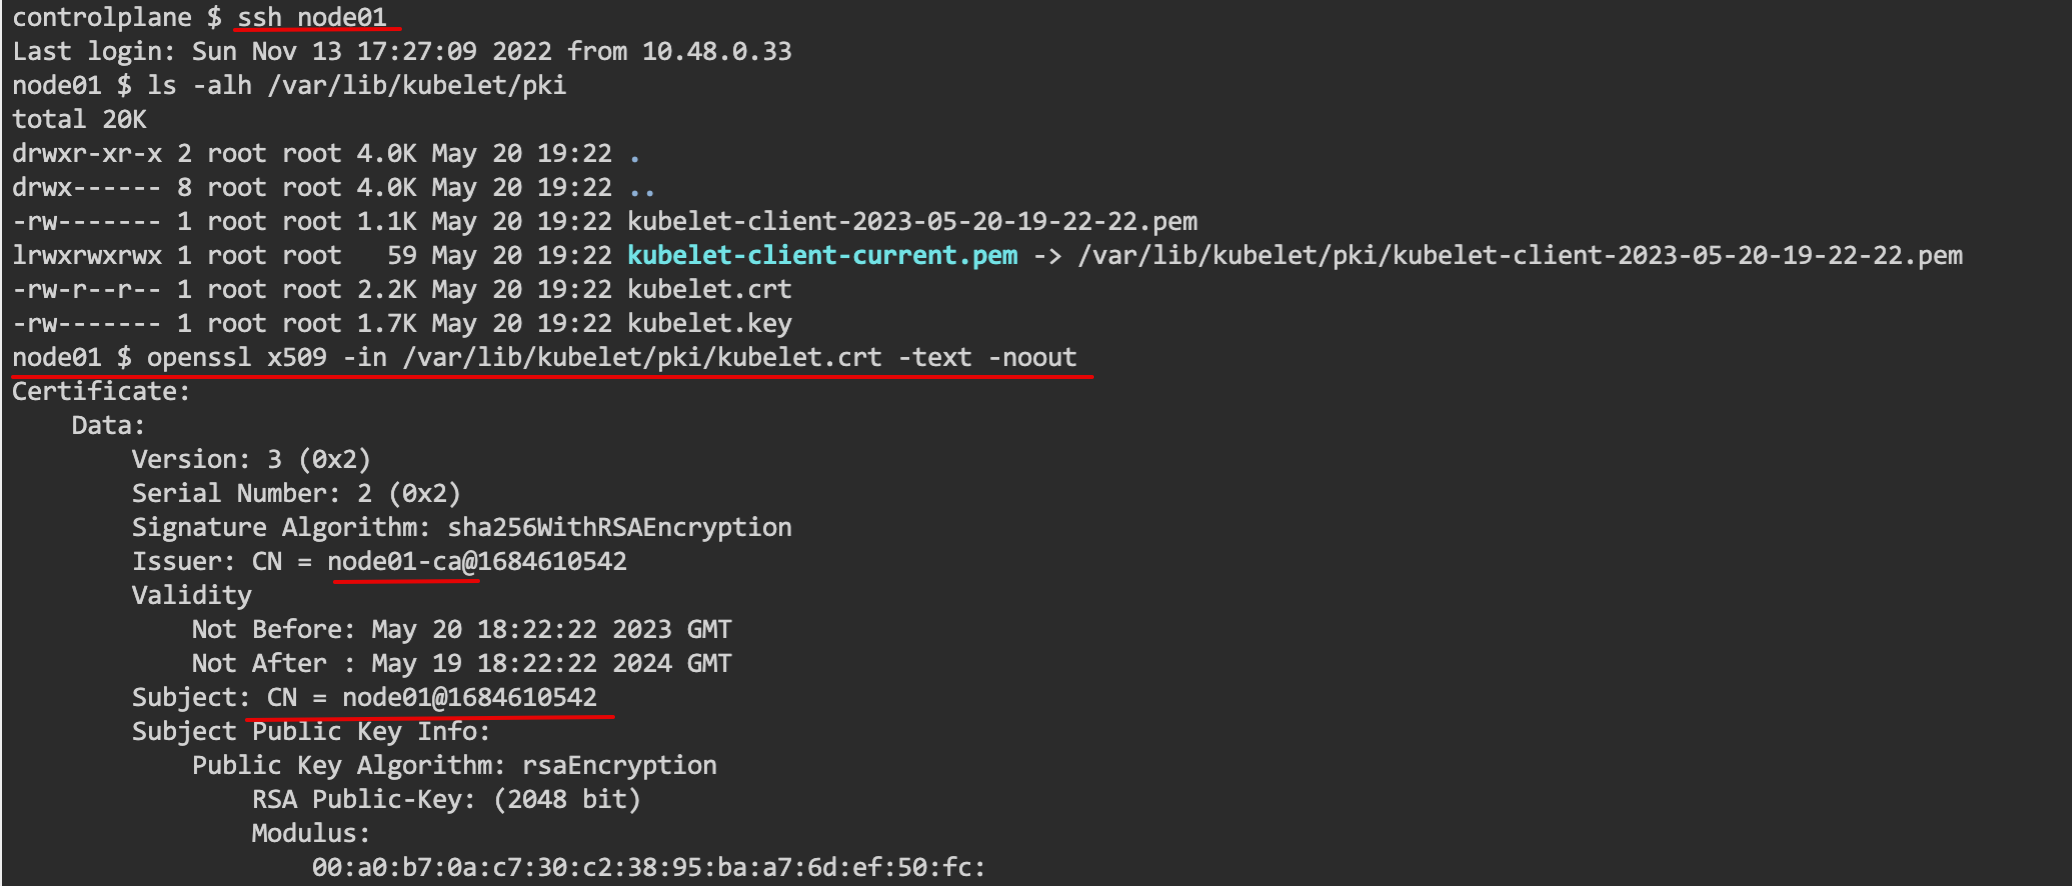 controlplane $ ssh node01
Last login: Sun Nov 13 17:27:09 2022 from 10.48.0.33
node01 $ ls -alh /var/lib/kubelet/pki
total 20K
drwxr-xr-x 2 root root 4.0K May 20 19:22 .
drwx------ 8 root root 4.0K May 20 19:22 ..
-rw------- 1 root root 1.1K May 20 19:22 kubelet-client-2023-05-20-19-22-22.pem
lrwxrwxrwx 1 root root   59 May 20 19:22 kubelet-client-current.pem -> /var/lib/kubelet/pki/kubelet-client-2023-05-20-19-22-22.pem
-rw-r--r-- 1 root root 2.2K May 20 19:22 kubelet.crt
-rw------- 1 root root 1.7K May 20 19:22 kubelet.key
node01 $ openssl x509 -in /var/lib/kubelet/pki/kubelet.crt -text -noout
Certificate:
    Data:
        Version: 3 (0x2)
        Serial Number: 2 (0x2)
        Signature Algorithm: sha256WithRSAEncryption
        Issuer: CN = node01-ca@1684610542
        Validity
            Not Before: May 20 18:22:22 2023 GMT
            Not After : May 19 18:22:22 2024 GMT
        Subject: CN = node01@1684610542
        Subject Public Key Info:
            Public Key Algorithm: rsaEncryption
                RSA Public-Key: (2048 bit)
                Modulus:
                    00:a0:b7:0a:c7:30:c2:38:95:ba:a7:6d:ef:50:fc: